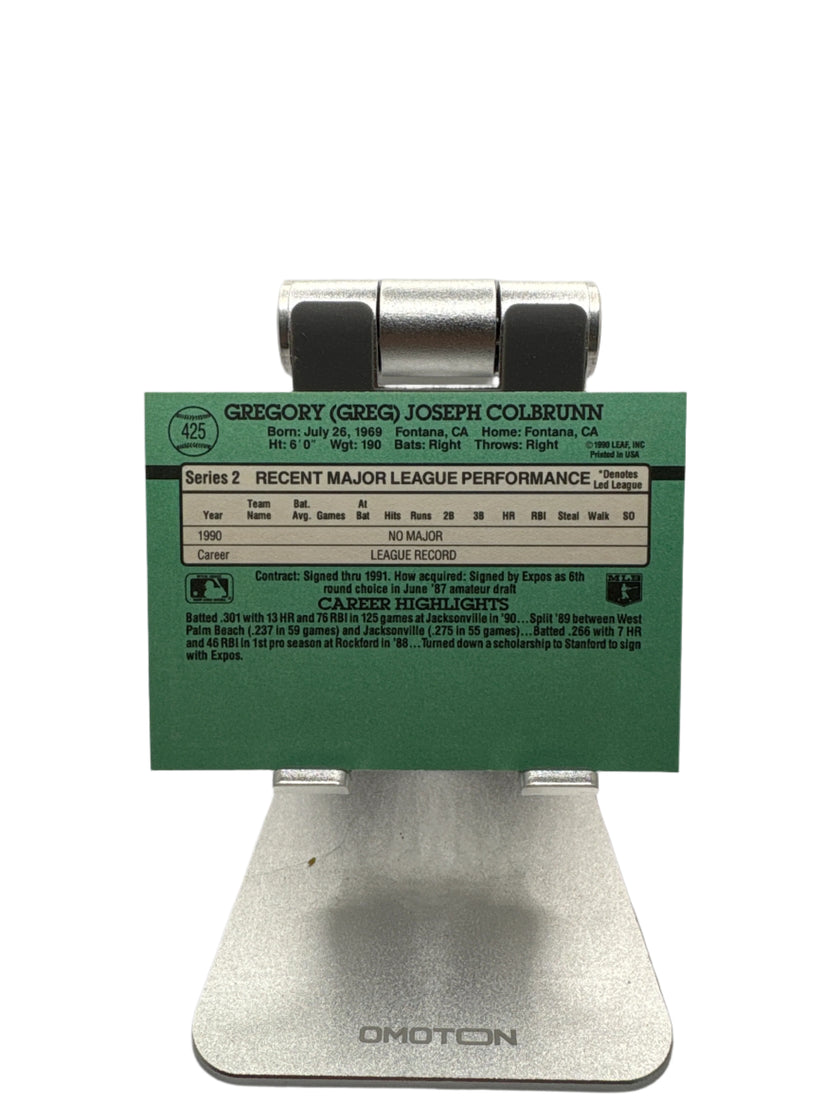 425
GREGORY (GREG) JOSEPH COLBRUNN
Born: July 26, 1969 Fontana, CA Home: Fontana, CA
Ht: 6'0" Wgt: 190 Bats: Right Throws: Right
©1990 LEAF, INC
Printed in USA
Series 2 RECENT MAJOR LEAGUE PERFORMANCE *Denotes Led League
Year Team Name Bat. Avg. Games At Bat Hits Runs 2B 3B HR RBI Steal Walk SO
1990 NO MAJOR
Career LEAGUE RECORD
Contract: Signed thru 1991. How acquired: Signed by Expos as 6th
round choice in June '87 amateur draft
MLB
CAREER HIGHLIGHTS
Batted .301 with 13 HR and 76 RBI in 125 games at Jacksonville in '90...Split '89 between West
Palm Beach (.237 in 59 games) and Jacksonville (.275 in 55 games)...Batted .266 with 7 HR
and 46 RBI in 1st pro season at Rockford in '88...Turned down a scholarship to Stanford to sign
with Expos.
OMOTON